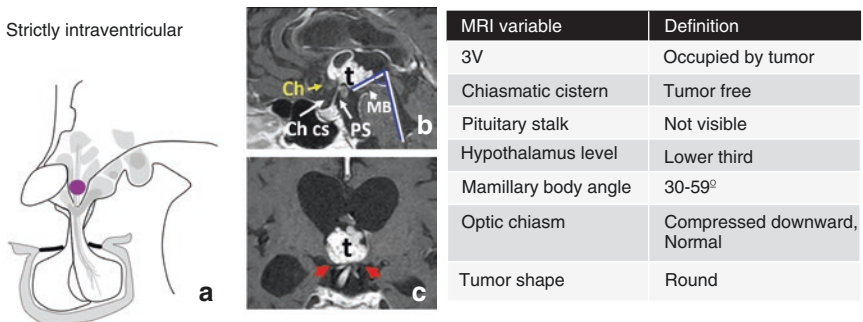 Strictly intraventricular
a
t
Ch
MB
Ch cs
PS
b
t
c
MRI variable Definition
3V Occupied by tumor
Chiasmatic cistern Tumor free
Pituitary stalk Not visible
Hypothalamus level Lower third
Mamillary body angle 30-59º
Optic chiasm Compressed downward,
Normal
Tumor shape Round